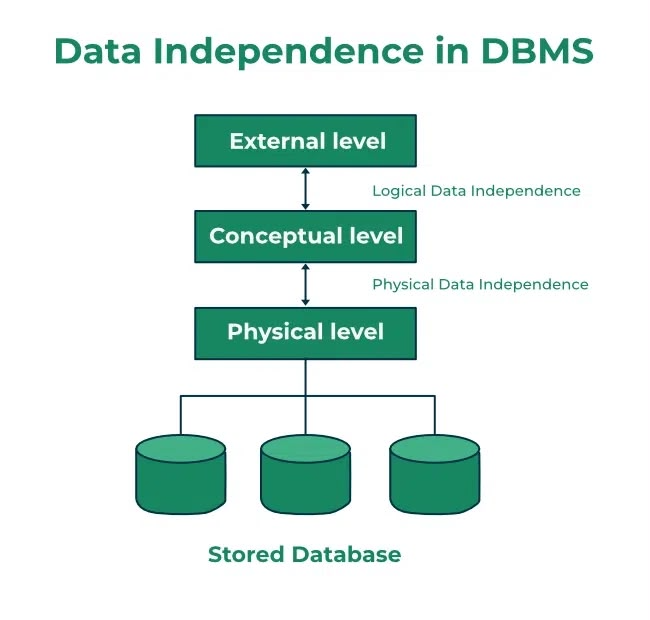 Data Independence in DBMS
External level
Logical Data Independence
Conceptual level
Physical Data Independence
Physical level
Stored Database